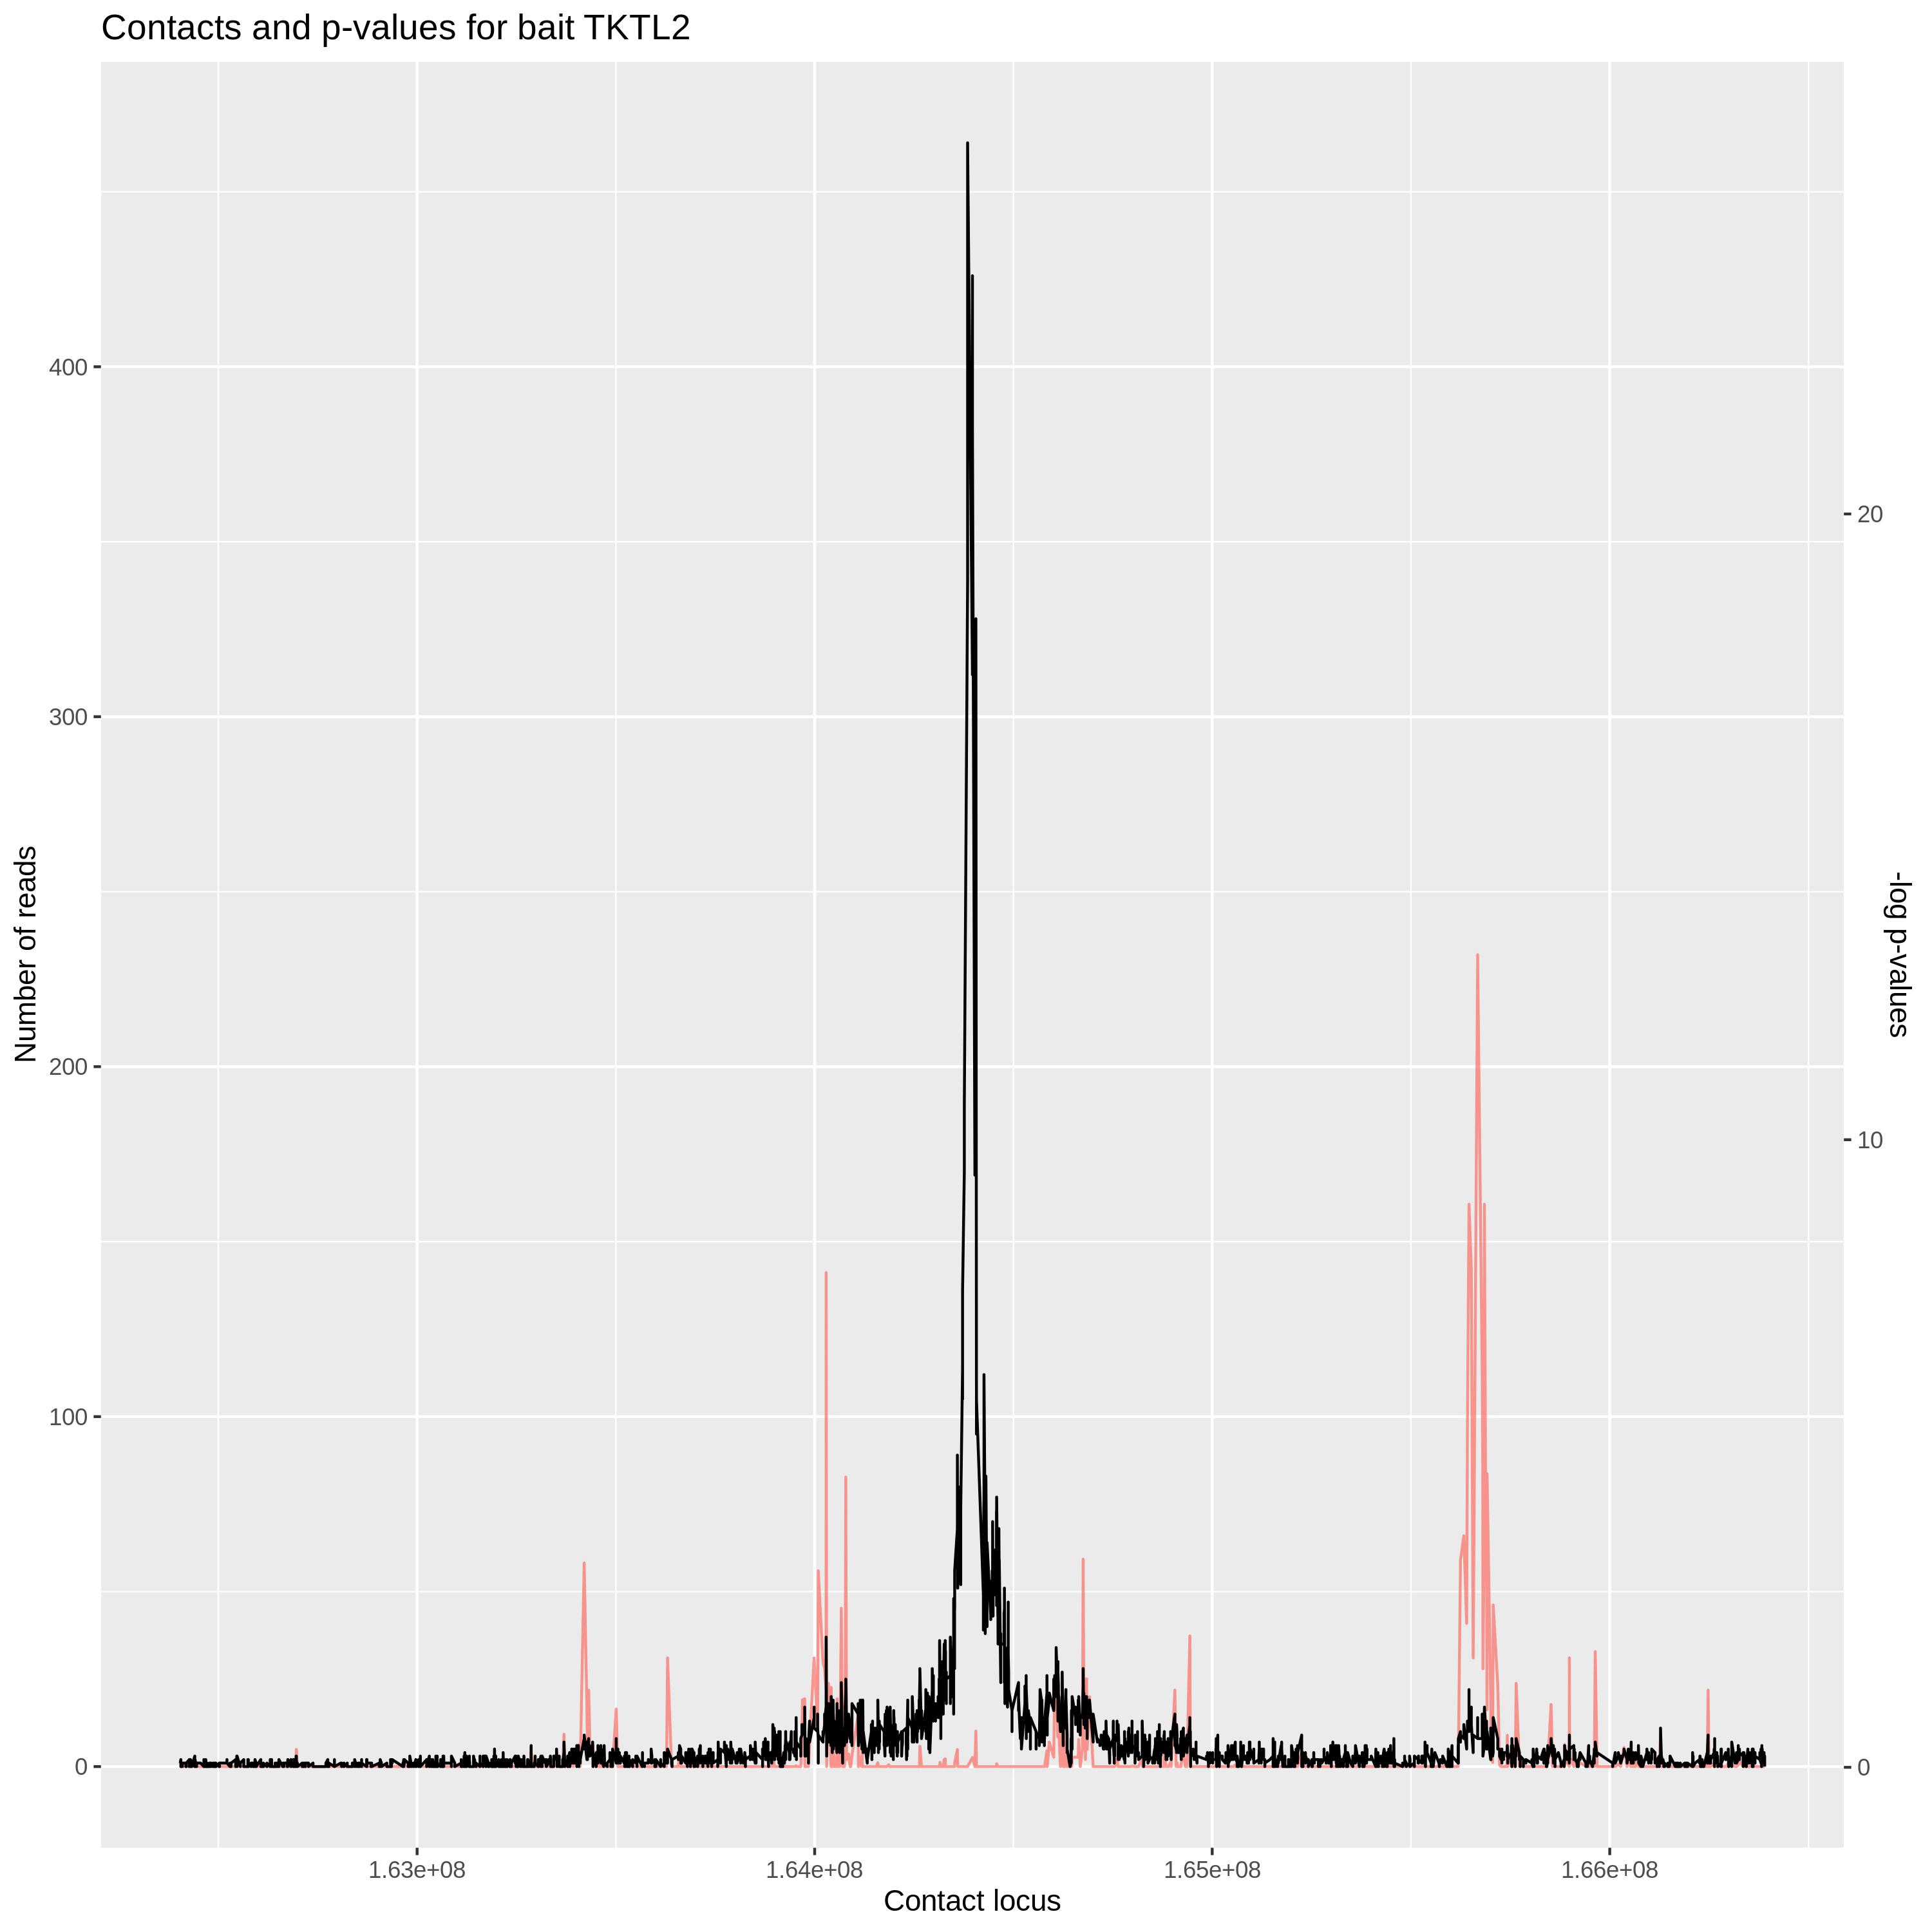 Contacts and p-values for bait TKTL2
400
300
200
100
0
Number of reads
20
10
0
-log p-values
1.63e+08
1.64e+08
1.65e+08
1.66e+08
Contact locus